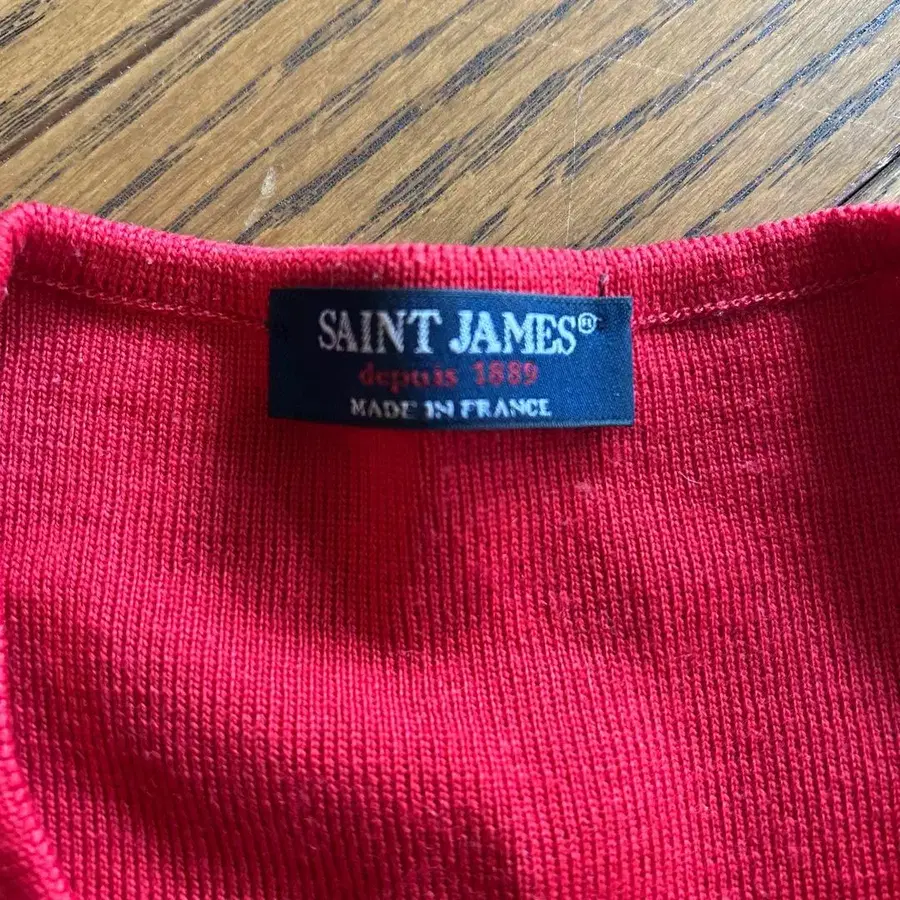 SAINT JAMES®
depuis 1889
MADE IN FRANCE